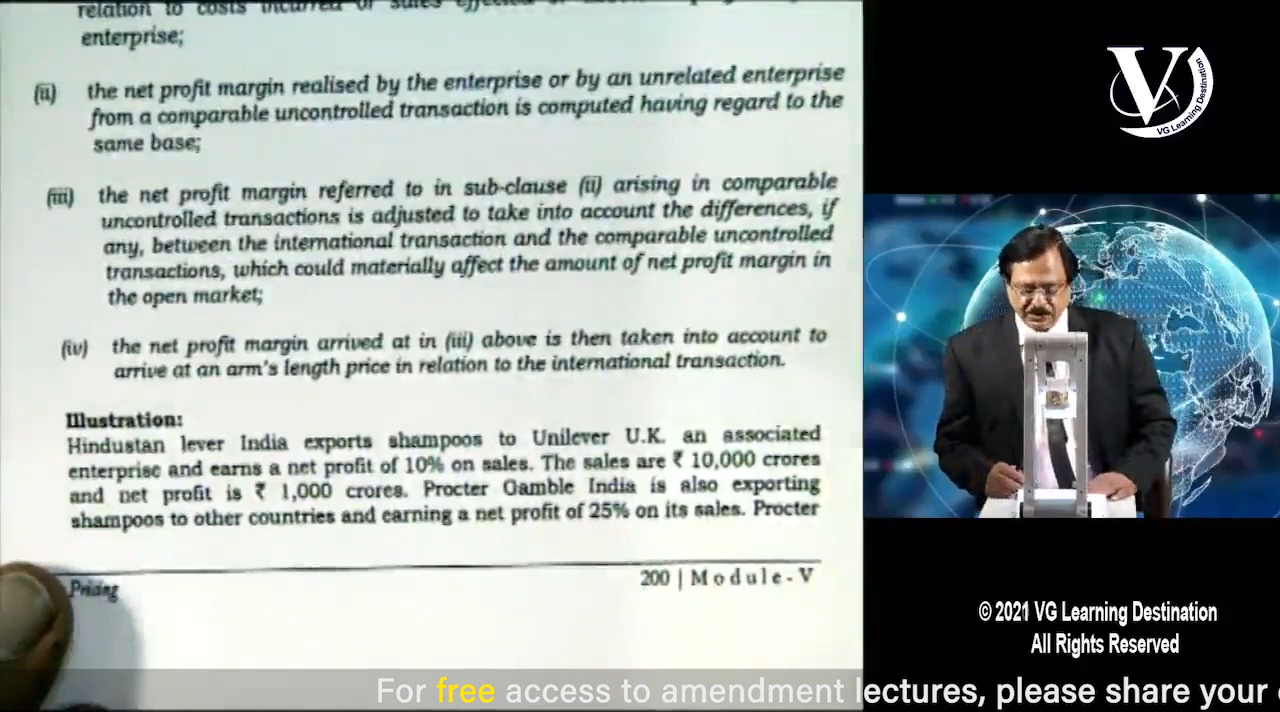 relation to costs incurred or sales
enterprise;
(ii) the net profit margin realised by the enterprise or by an unrelated enterprise
from a comparable uncontrolled transaction is computed having regard to the
same base;
(iii) the net profit margin referred to in sub-clause (ii) arising in comparable
uncontrolled transactions is adjusted to take into account the differences, if
any, between the international transaction and the comparable uncontrolled
transactions, which could materially affect the amount of net profit margin in
the open market;
(iv) the net profit margin arrived at in (iii) above is then taken into account to
arrive at an arm's length price in relation to the international transaction.
Illustration:
Hindustan lever India exports shampoos to Unilever U.K. an associated
enterprise and earns a net profit of 10% on sales. The sales are ₹ 10,000 crores
and net profit is ₹ 1,000 crores. Procter Gamble India is also exporting
shampoos to other countries and earning a net profit of 25% on its sales. Procter
Pricing
200 | Module - V
V
VG Learning Destination
© 2021 VG Learning Destination
All Rights Reserved
For free access to amendment lectures, please share your